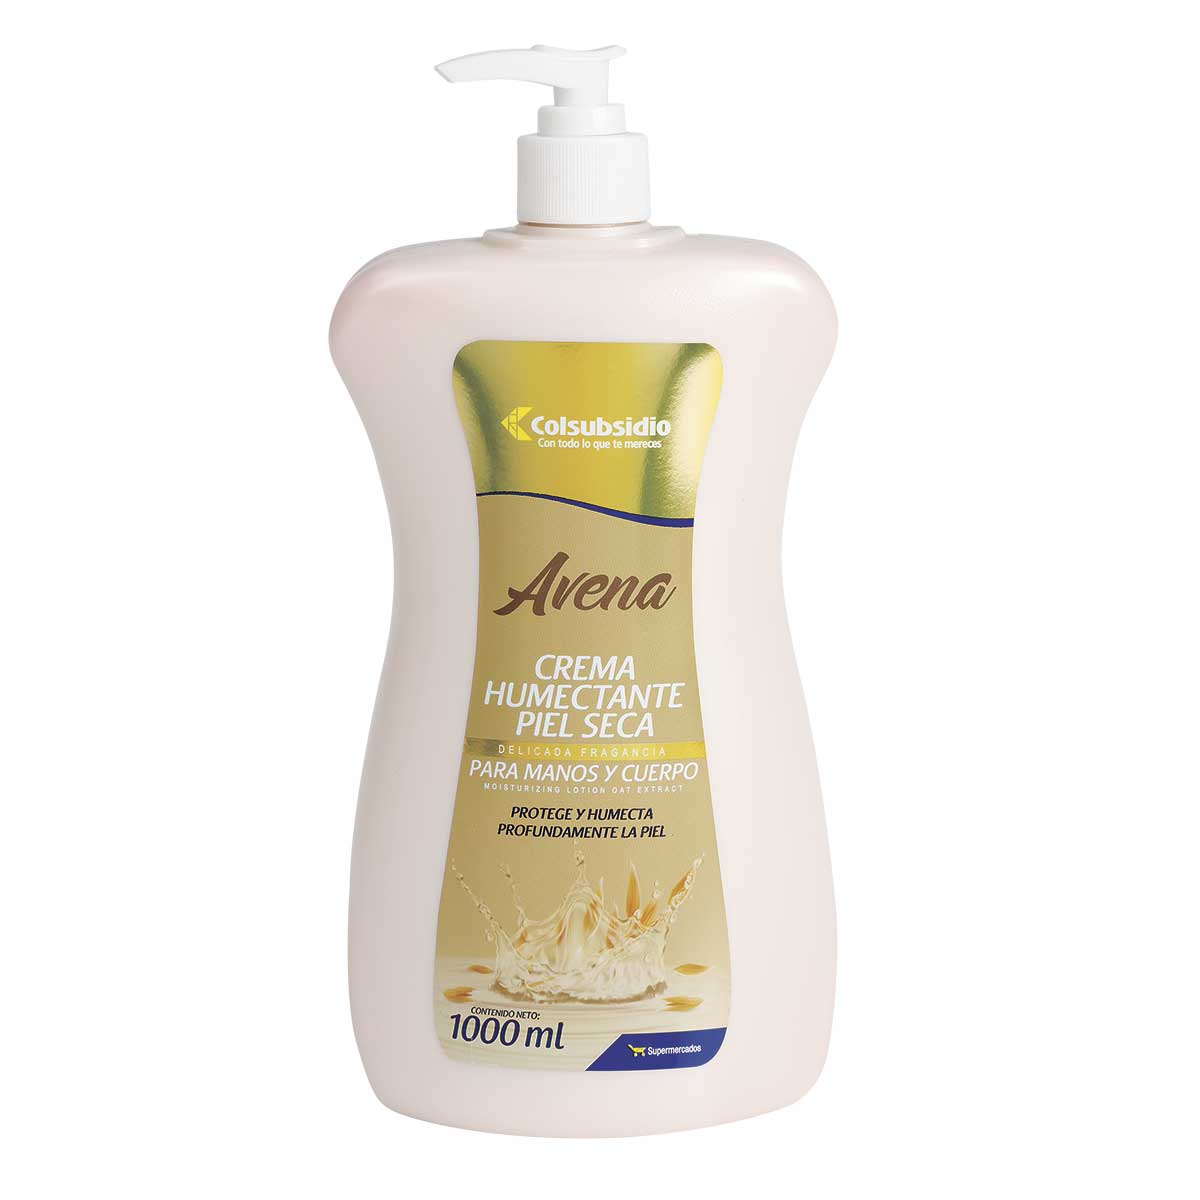 Colsubsidio
Con todo lo que te mereces
Avena
CREMA
HUMECTANTE
PIEL SECA
DELICADA FRAGANCIA
PARA MANOS Y CUERPO
MOISTURIZING LOTION OAT EXTRACT
PROTEGE Y HUMECTA
PROFUNDAMENTE LA PIEL
CONTENIDO NETO:
1000 ml
Supermercados